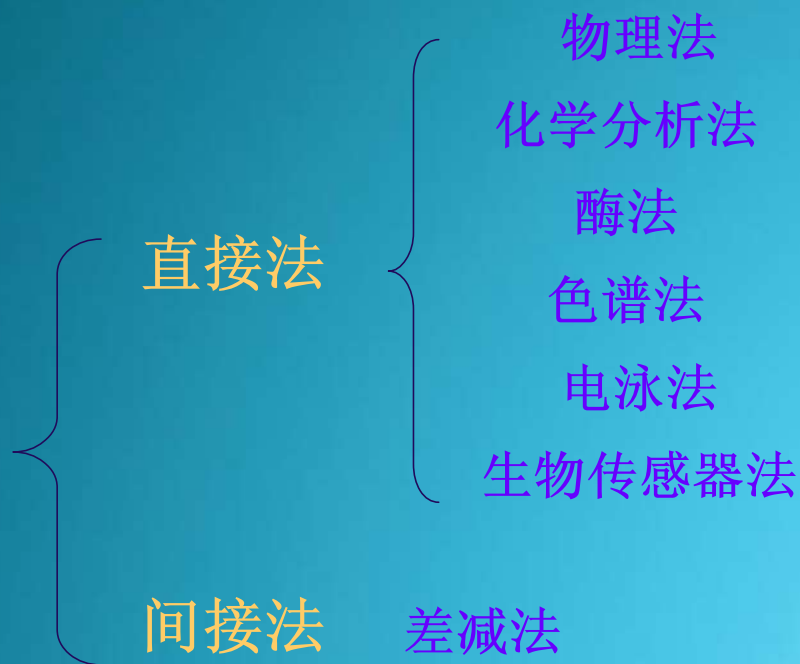 物理法
化学分析法
酶法
直接法
色谱法
电泳法
生物传感器法
间接法 差减法